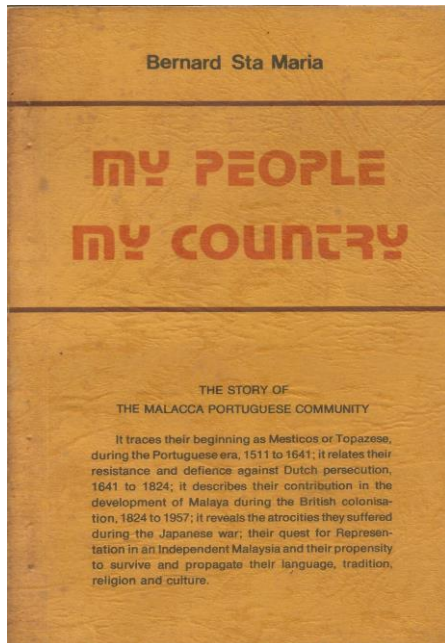 Bernard Sta Maria
MY PEOPLE
MY COUNTRY
THE STORY OF
THE MALACCA PORTUGUESE COMMUNITY
It traces their beginning as Mesticos or Topazese,
during the Portuguese era, 1511 to 1641; it relates their
resistance and defience against Dutch persecution,
1641 to 1824; it describes their contribution in the
development of Malaya during the British colonisa-
tion, 1824 to 1957; it reveals the atrocities they suffered
during the Japanese war; their quest for Represen-
tation in an Independent Malaysia and their propensity
to survive and propagate their language, tradition,
religion and culture.